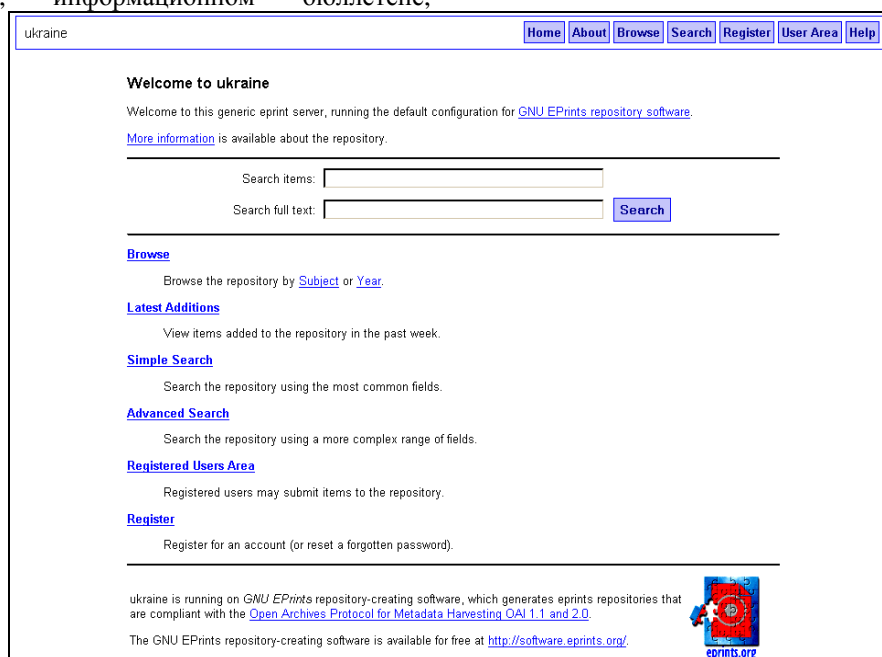 , информационном бюллетене,
ukraine
Home About Browse Search Register User Area Help
Welcome to ukraine
Welcome to this generic eprint server, running the default configuration for GNU EPrints repository software.
More information is available about the repository.
Search items:
Search full text: Search
Browse
Browse the repository by Subject or Year.
Latest Additions
View items added to the repository in the past week.
Simple Search
Search the repository using the most common fields.
Advanced Search
Search the repository using a more complex range of fields.
Registered Users Area
Registered users may submit items to the repository.
Register
Register for an account (or reset a forgotten password).
ukraine is running on GNU EPrints repository-creating software, which generates eprints repositories that
are compliant with the Open Archives Protocol for Metadata Harvesting OAI 1.1 and 2.0.
The GNU EPrints repository-creating software is available for free at http://software.eprints.org/.
eprints.org